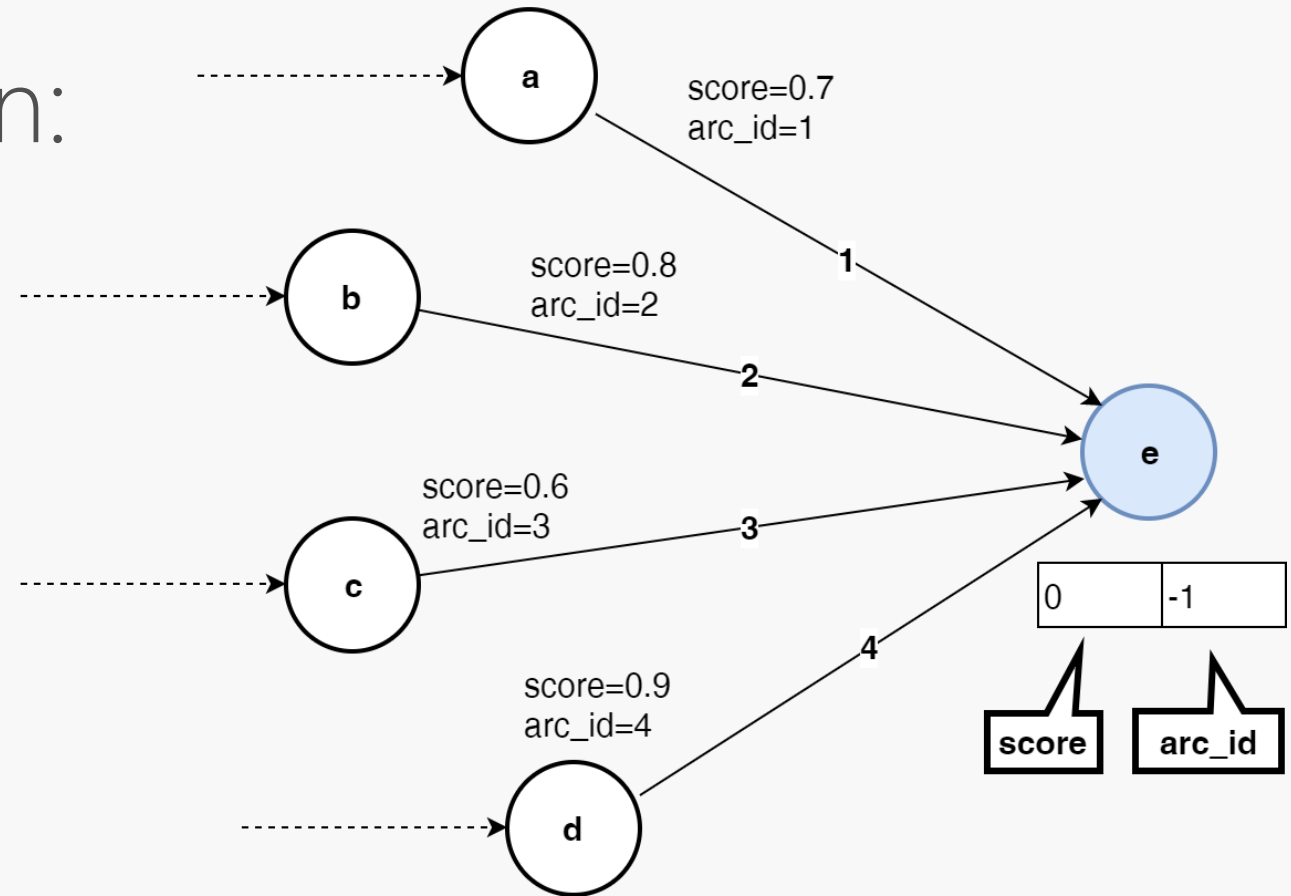 n:
a
score=0.7
arc_id=1
1
b
score=0.8
arc_id=2
2
e
c
score=0.6
arc_id=3
3
0 -1
4
score=0.9
arc_id=4
score
arc_id
d